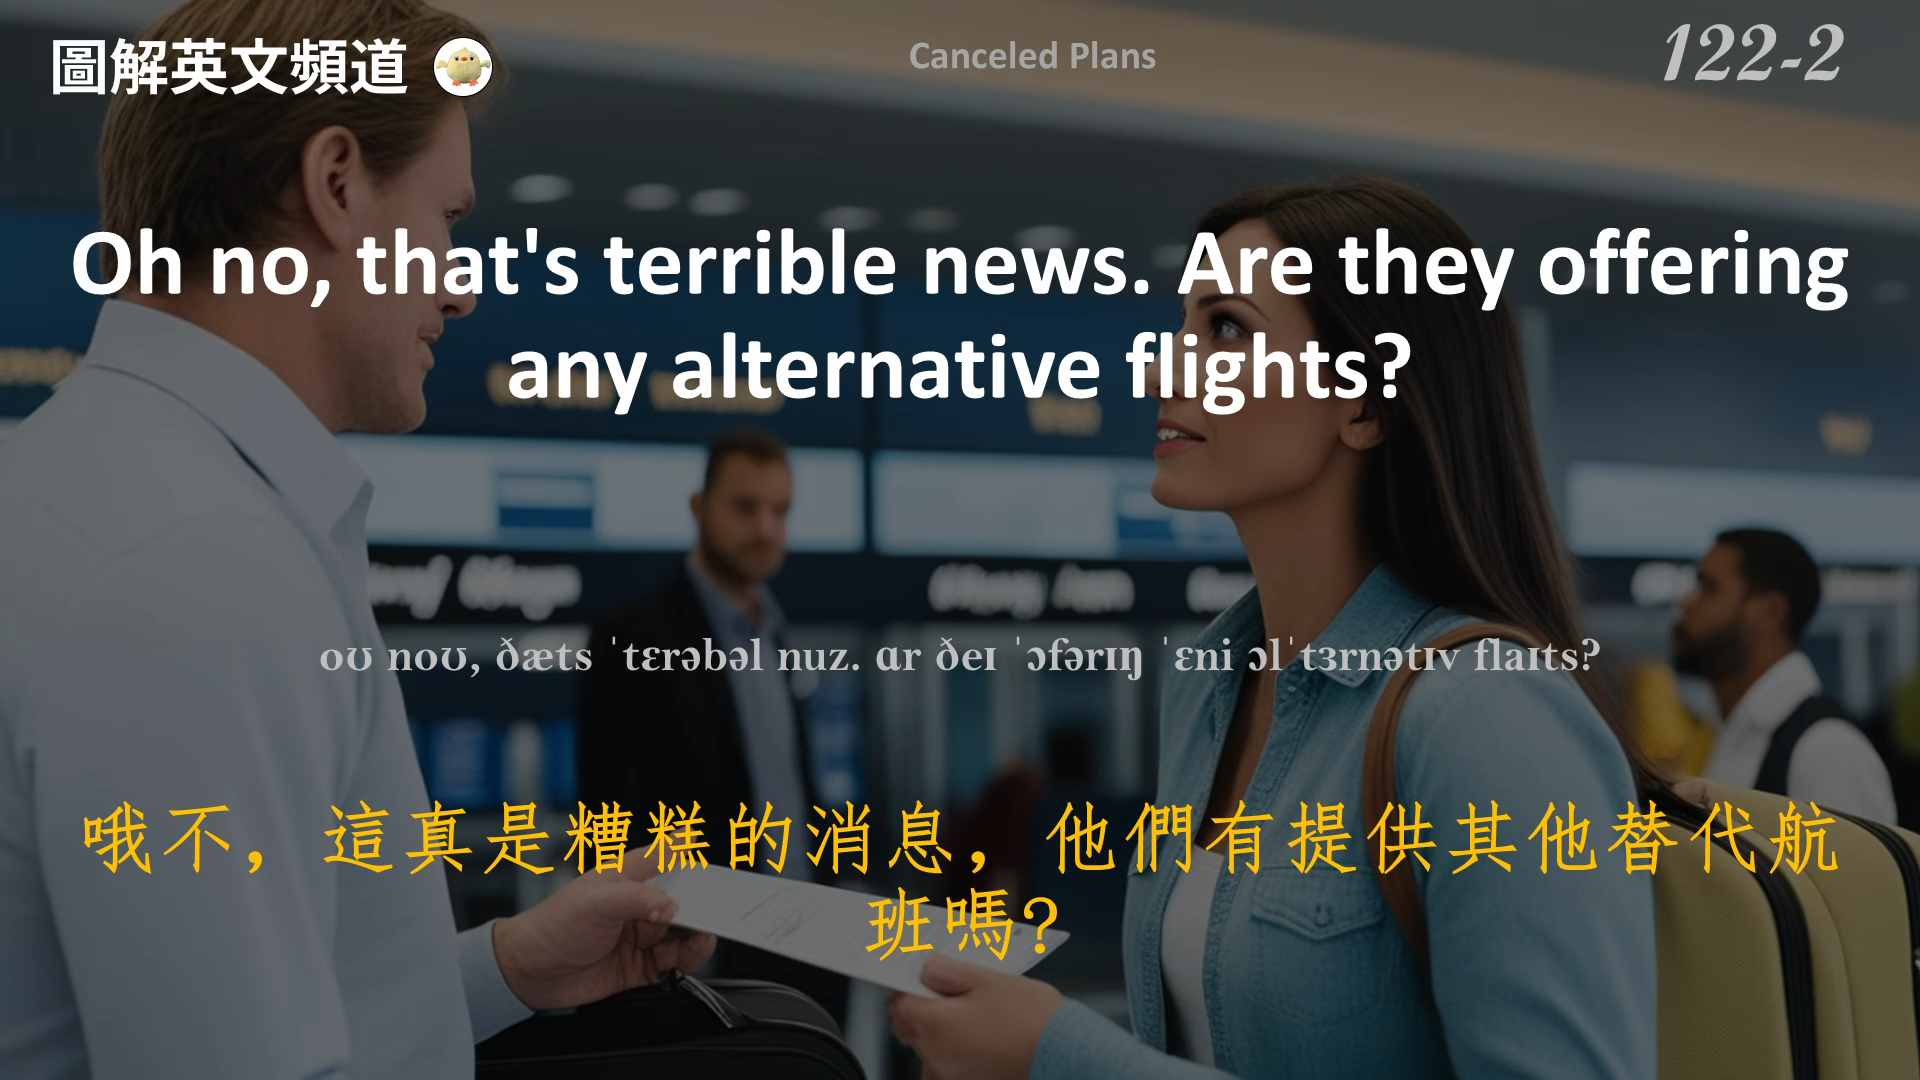 圖解英文頻道
Canceled Plans
122-2
Oh no, that's terrible news. Are they offering
any alternative flights?
oʊ noʊ, ðæts ˈtɛrəbəl nuz. ɑr ðeɪ ˈɔfərɪŋ ˈɛni ɔlˈtɜrnətɪv flaɪts?
哦不，這真是糟糕的消息，他們有提供其他替代航
班嗎?